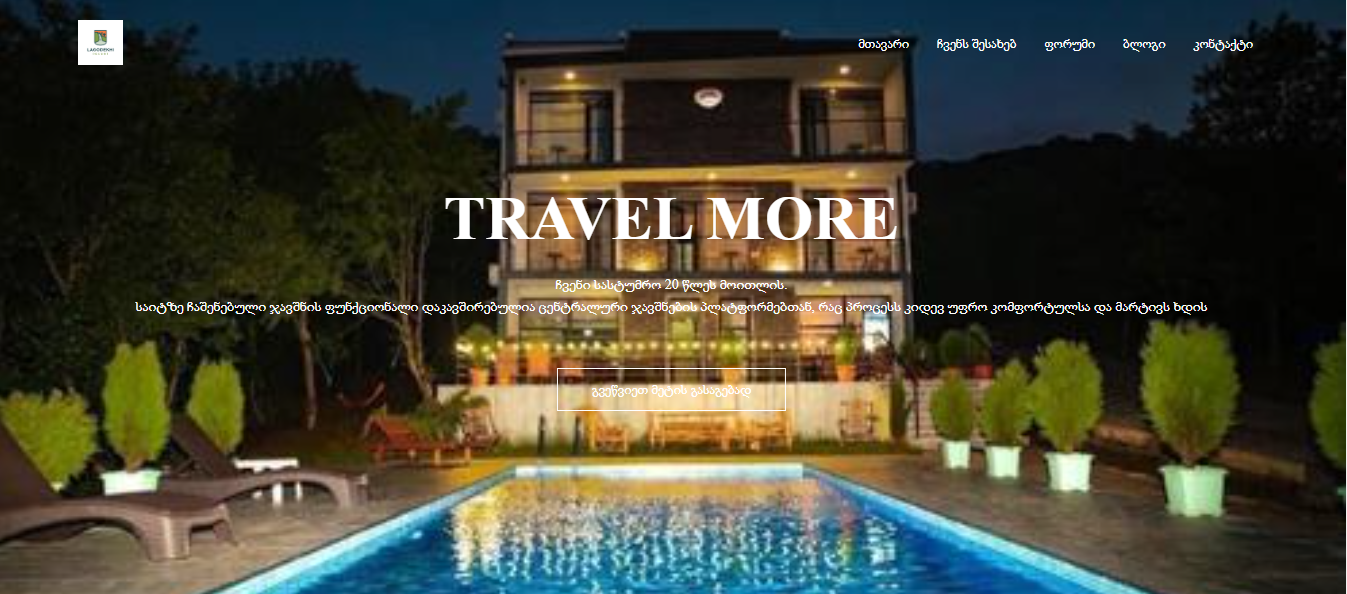 LAGODEKHI
მთავარი
ჩვენს შესახებ
ფორუმი
ბლოგი
კონტაქტი
TRAVEL MORE
ჩვენი სასტუმრო 20 წლეს მოითლის.
საიტზე ჩაშენებული ჯავშნის ფუნქციონალი დაკავშირებულია ცენტრალური ჯავშნების პლატფორმებთან, რაც პროცესს კიდევ უფრო კომფორტულსა და მარტივს ხდის
გვეწვიეთ მეტის გასაგებად